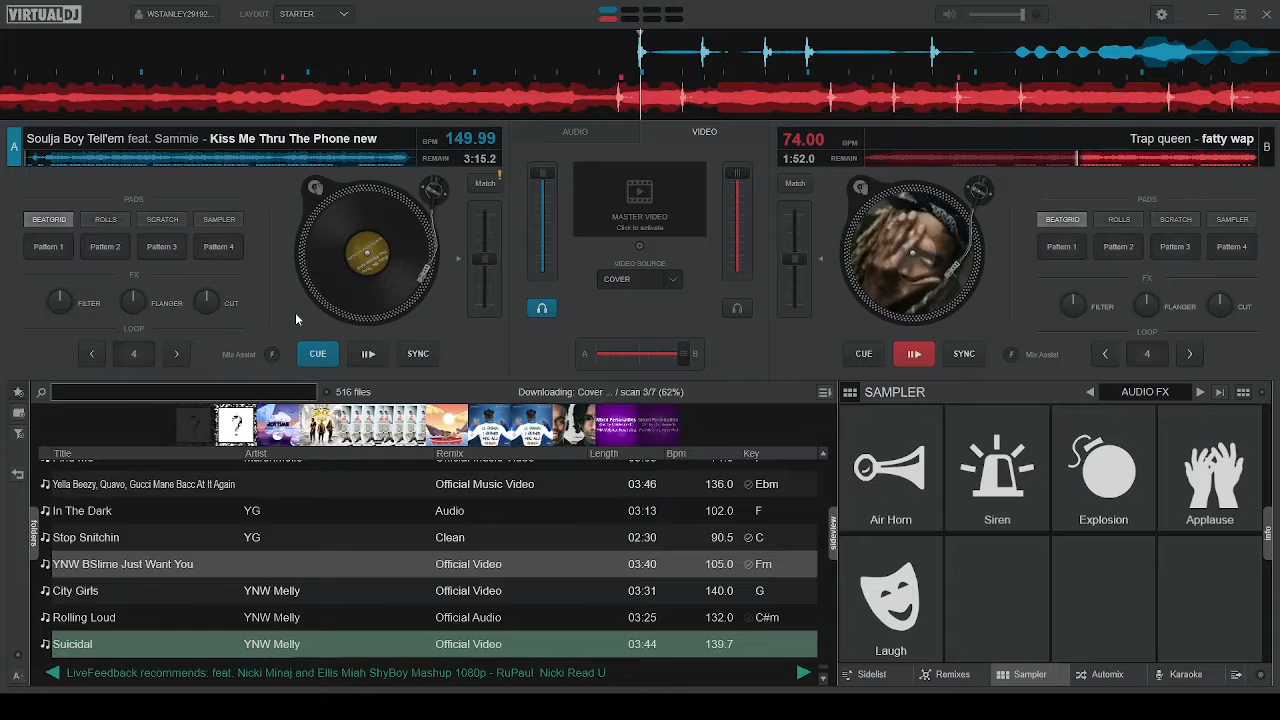 VIRTUALDJ
WSTANLEY29192...
LAYOUT
STARTER
A
Soulja Boy Tell'em feat. Sammie - Kiss Me Thru The Phone new
BPM
149.99
REMAIN
3:15.2
AUDIO
VIDEO
74.00
BPM
1:52.0
REMAIN
Trap queen - fatty wap
B
PADS
BEATGRID
ROLLS
SCRATCH
SAMPLER
Pattern 1
Pattern 2
Pattern 3
Pattern 4
FX
FILTER
FLANGER
CUT
LOOP
4
Mix Assist
CUE
SYNC
Match
MASTER VIDEO
Click to activate
VIDEO SOURCE
COVER
A
B
Match
PADS
BEATGRID
ROLLS
SCRATCH
SAMPLER
Pattern 1
Pattern 2
Pattern 3
Pattern 4
FX
FILTER
FLANGER
CUT
LOOP
CUE
SYNC
Mix Assist
4
516 files
Downloading: Cover ... / scan 3/7 (62%)
Title Artist Remix Length Bpm Key
Yella Beezy, Quavo, Gucci Mane Bacc At It Again Official Music Video 03:46 136.0 Ebm
In The Dark YG Audio 03:13 102.0 F
Stop Snitchin YG Clean 02:30 90.5 C
YNW BSlime Just Want You Official Video 03:40 105.0 Fm
City Girls YNW Melly Official Video 03:31 140.0 G
Rolling Loud YNW Melly Official Audio 03:25 132.0 C#m
Suicidal YNW Melly Official Video 03:44 139.7
LiveFeedback recommends: feat. Nicki Minaj and Ellis Miah ShyBoy Mashup 1080p - RuPaul Nicki Read U
folders
sideview
SAMPLER
AUDIO FX
Air Horn
Siren
Explosion
Applause
Laugh
info
Sidelist
Remixes
Sampler
Automix
Karaoke